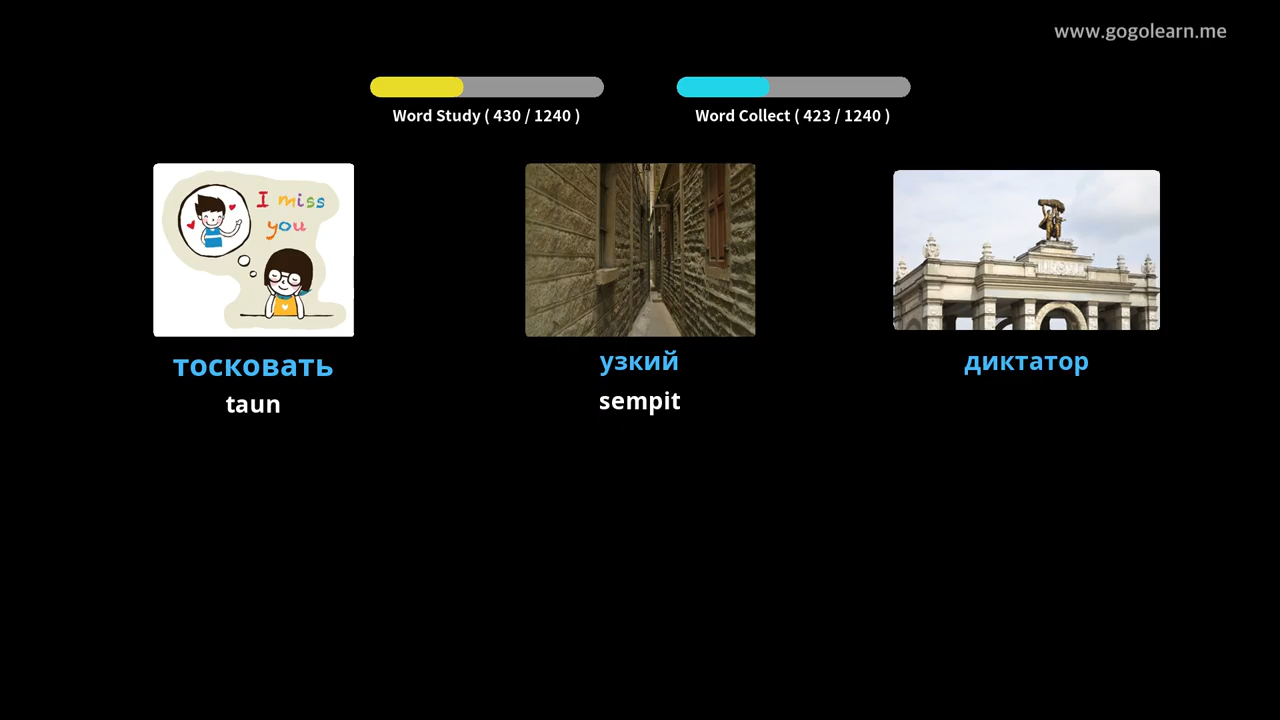 www.gogolearn.me
Word Study ( 430 / 1240 )
Word Collect ( 423 / 1240 )
I miss
you
тосковать
taun
узкий
sempit
диктатор